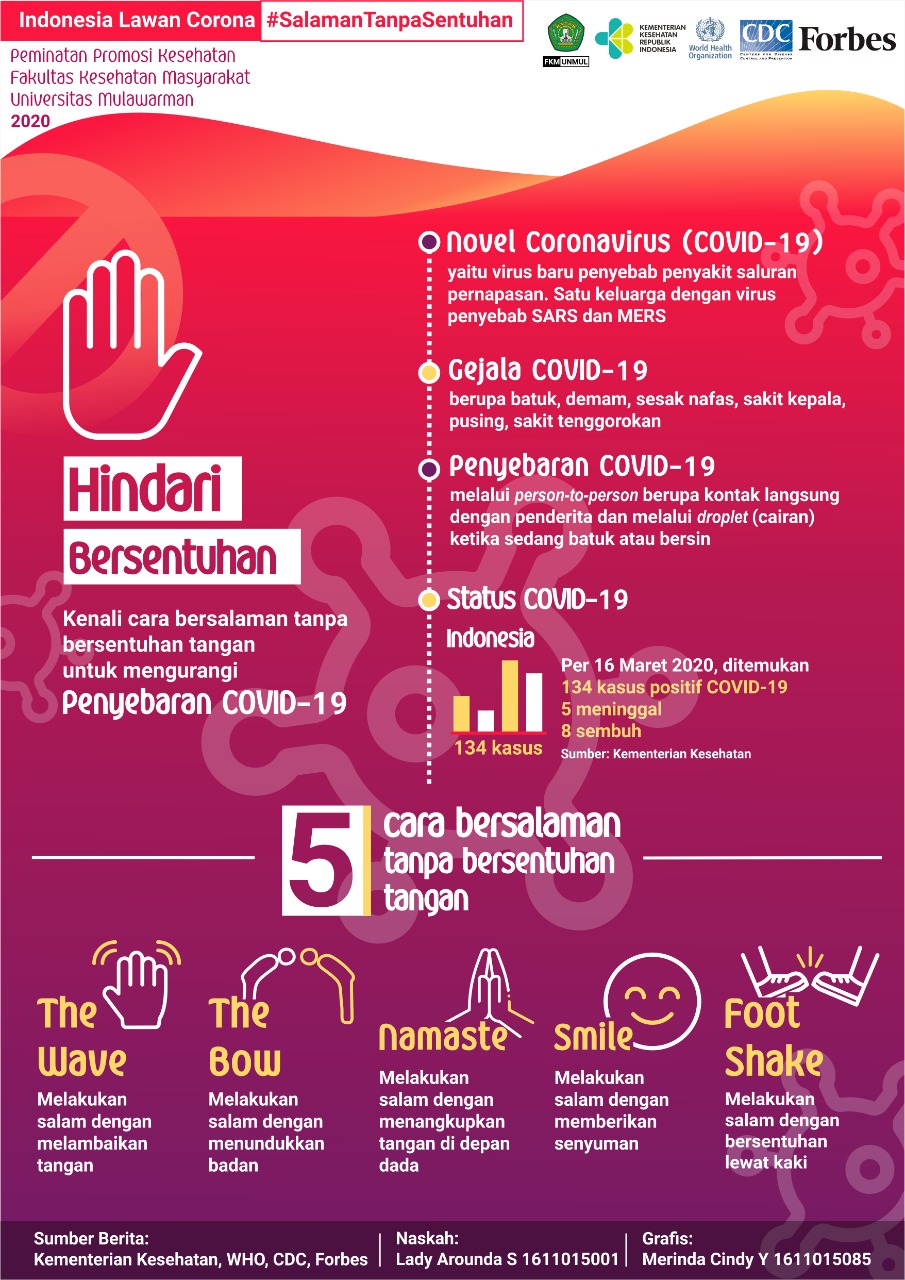 Indonesia Lawan Corona #SalamanTanpaSentuhan
Peminatan Promosi Kesehatan
Fakultas Kesehatan Masyarakat
Universitas Mulawarman
2020
FKM UNMUL
KEMENTERIAN
KESEHATAN
REPUBLIK
INDONESIA
World Health
Organization
CDC
CENTERS FOR DISEASE
CONTROL AND PREVENTION
Forbes
Novel Coronavirus (COVID-19)
yaitu virus baru penyebab penyakit saluran
pernapasan. Satu keluarga dengan virus
penyebab SARS dan MERS
Gejala COVID-19
berupa batuk, demam, sesak nafas, sakit kepala,
pusing, sakit tenggorokan
Penyebaran COVID-19
melalui person-to-person berupa kontak langsung
dengan penderita dan melalui droplet (cairan)
ketika sedang batuk atau bersin
Status COVID-19
Indonesia
134 kasus
Per 16 Maret 2020, ditemukan
134 kasus positif COVID-19
5 meninggal
8 sembuh
Sumber: Kementerian Kesehatan
Hindari
Bersentuhan
Kenali cara bersalaman tanpa
bersentuhan tangan
untuk mengurangi
Penyebaran COVID-19
5
cara bersalaman
tanpa bersentuhan
tangan
The
Wave
Melakukan
salam dengan
melambaikan
tangan
The
Bow
Melakukan
salam dengan
menundukkan
badan
Namaste
Melakukan
salam dengan
menangkupkan
tangan di depan
dada
Smile
Melakukan
salam dengan
memberikan
senyuman
Foot
Shake
Melakukan
salam dengan
bersentuhan
lewat kaki
Sumber Berita:
Kementerian Kesehatan, WHO, CDC, Forbes
Naskah:
Lady Arounda S 1611015001
Grafis:
Merinda Cindy Y 1611015085